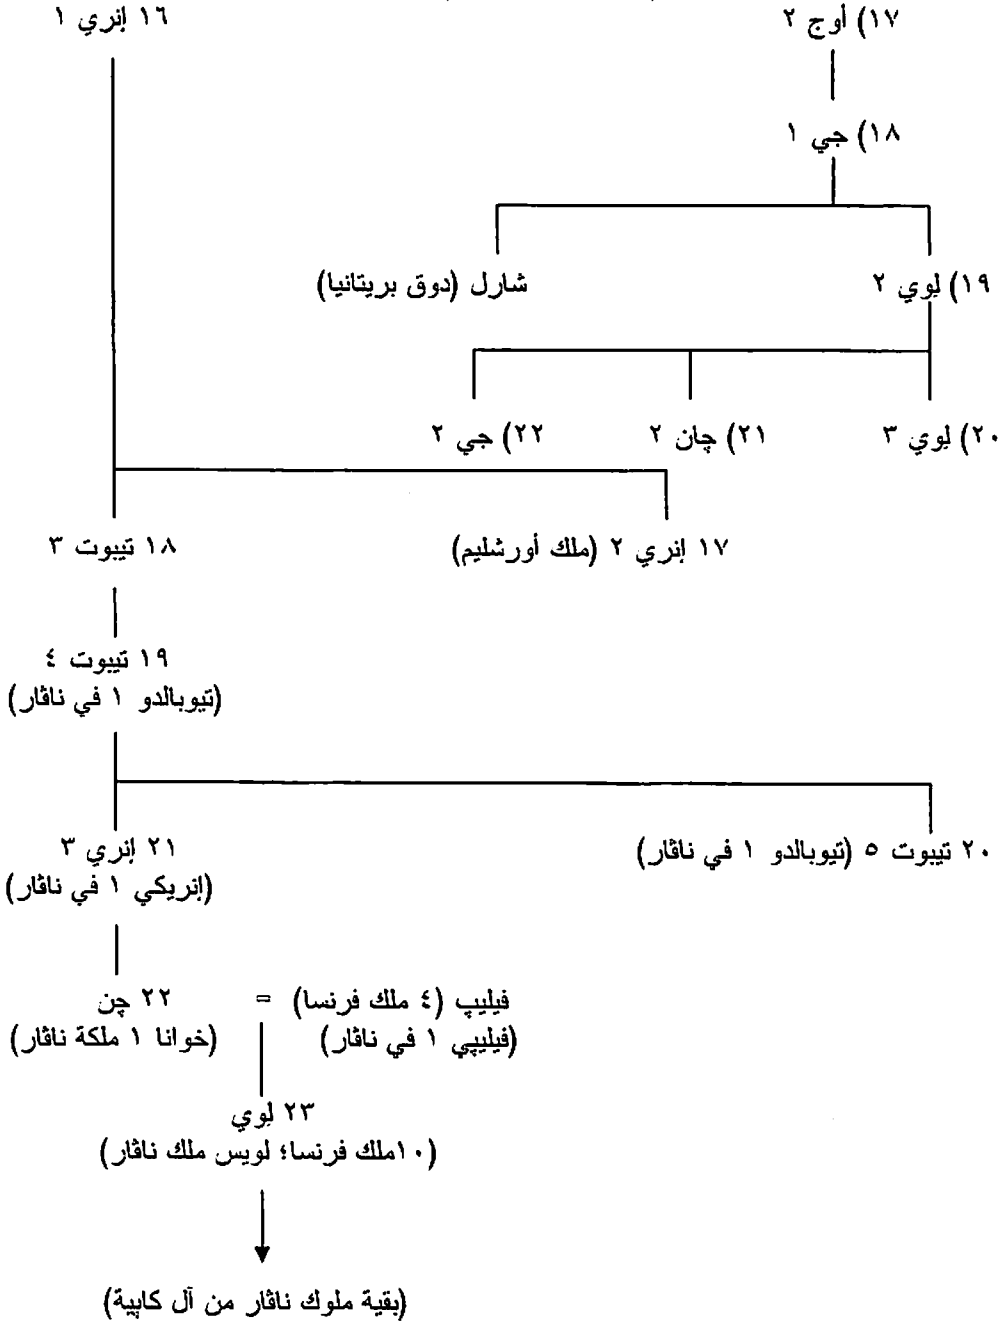 ١٧) أوج ٢
١٦ إنري ١
١٨) جي ١
١٩) لوي ٢
شارل (دوق بريتانيا)
٢٠) لوي ٣
٢١) چان ٢
٢٢) جي ٢
١٧ إنري ٢ (ملك أورشليم)
١٨ تيبوت ٣
١٩ تيبوت ٤
(تيوبالدو ١ في ناڤار)
٢٠ تيبوت ٥ (تيوبالدو ١ في ناڤار)
٢١ إنري ٣
(إنريكي ١ في ناڤار)
٢٢ چن = فيليپ (٤ ملك فرنسا)
(خوانا ١ ملكة ناڤار) (فيليپي ١ في ناڤار)
٢٣ لوي
(١٠ملك فرنسا؛ لويس ملك ناڤار)
(بقية ملوك ناڤار من آل كاپية)